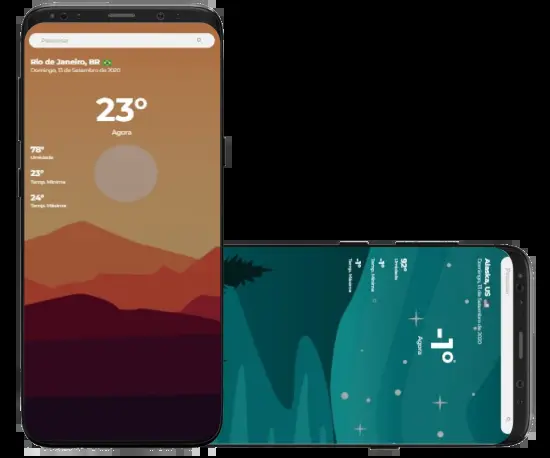 Pesquisar
Rio de Janeiro, BR
Domingo, 13 de Setembro de 2020
23°
Agora
78°
Umidade
23°
Temp. Mínima
24°
Temp. Máxima
Pesquisar
Alaska, US
Domingo, 13 de Setembro de 2020
-1°
Agora
92°
Umidade
-1°
Temp. Mínima
-1°
Temp. Máxima